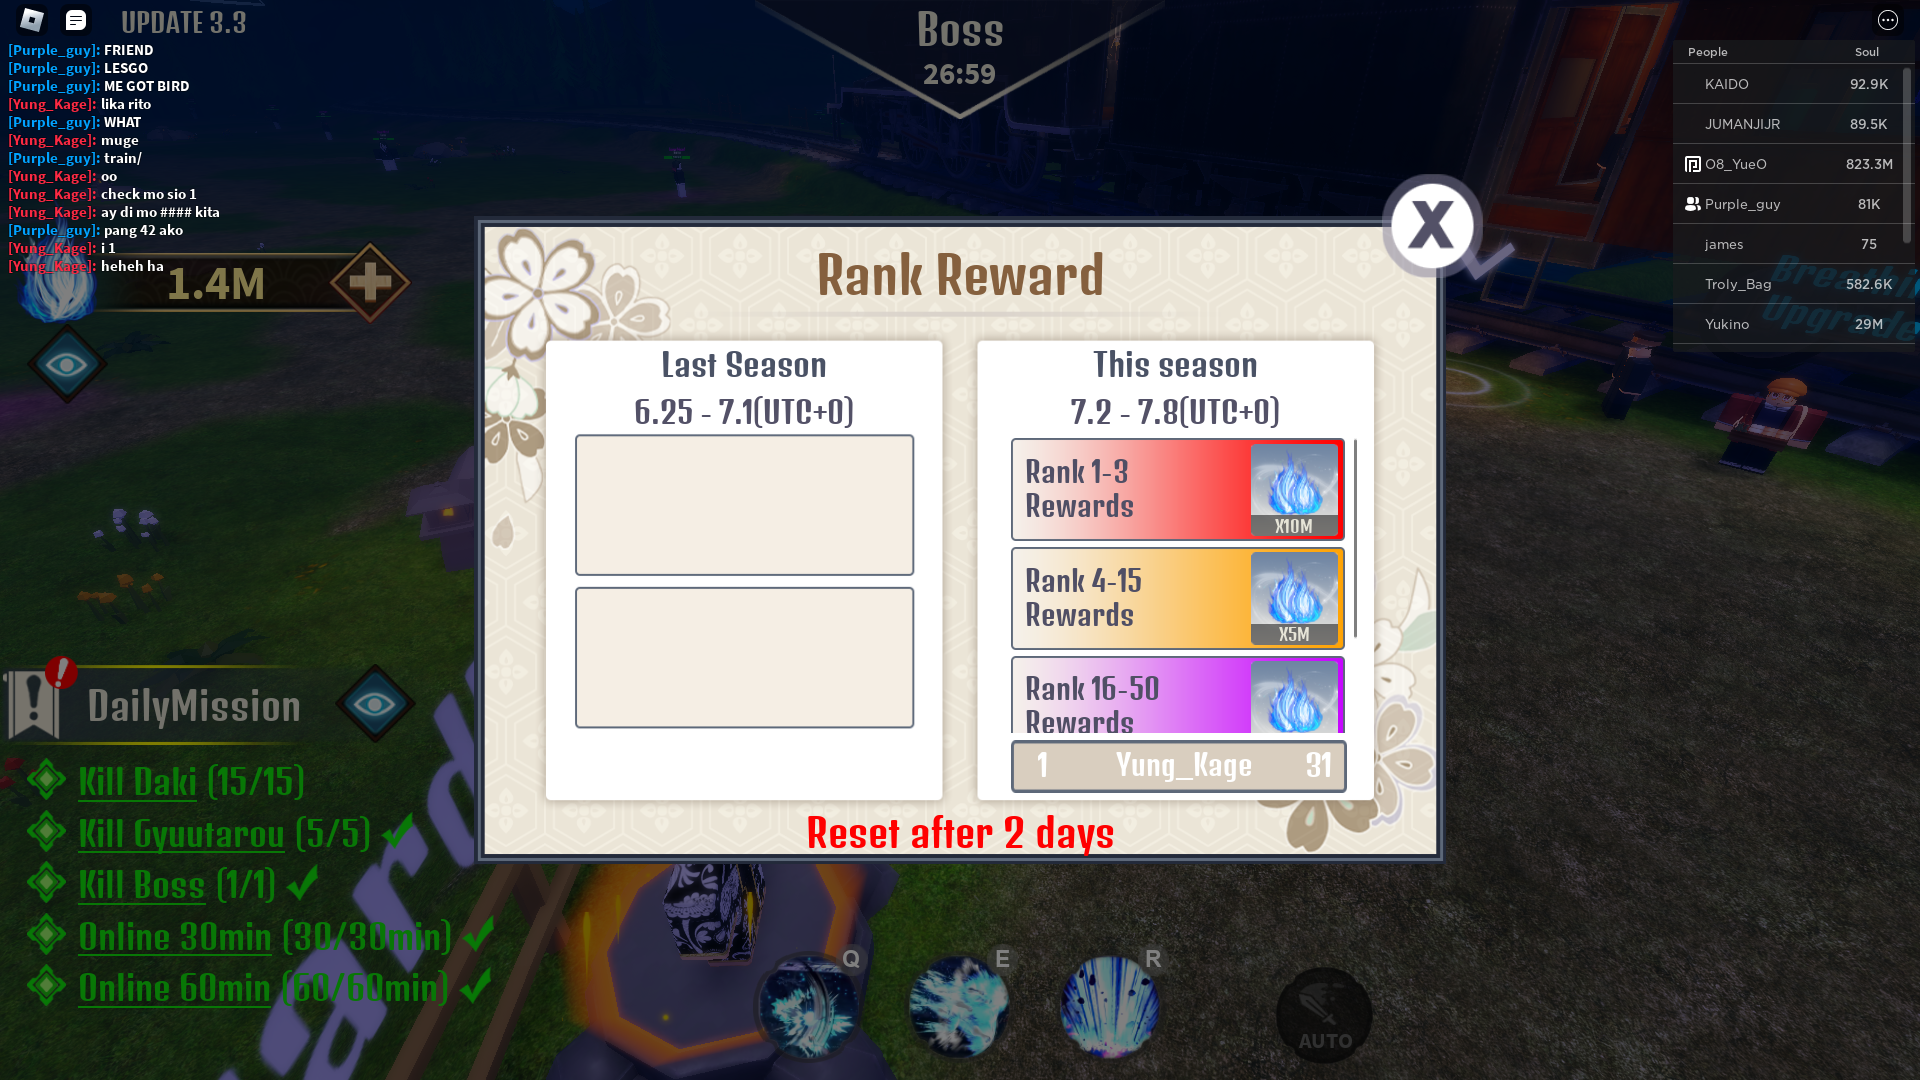 UPDATE 3.3
[Purple_guy]: FRIEND
[Purple_guy]: LESGO
[Purple_guy]: ME GOT BIRD
[Yung_Kage]: lika rito
[Purple_guy]: WHAT
[Yung_Kage]: muge
[Purple_guy]: train/
[Yung_Kage]: oo
[Yung_Kage]: check mo sio 1
[Yung_Kage]: ay di mo #### kita
[Purple_guy]: pang 42 ako
[Yung_Kage]: i 1
[Yung_Kage]: heheh ha
1.4M
Boss
26:59
People Soul
KAIDO 92.9K
JUMANJIJR 89.5K
O8_YueO 823.3M
Purple_guy 81K
james 75
Troly_Bag 582.6K
Yukino 29M
Upgrade
X
Rank Reward
Last Season
6.25 - 7.1(UTC+0)
This season
7.2 - 7.8(UTC+0)
Rank 1-3
Rewards
X10M
Rank 4-15
Rewards
X5M
Rank 16-50
Rewards
1 Yung_Kage 31
Reset after 2 days
DailyMission
Kill Daki (15/15)
Kill Gyuutarou (5/5)
Kill Boss (1/1)
Online 30min (30/30min)
Online 60min (60/60min)
Q
E
R
AUTO